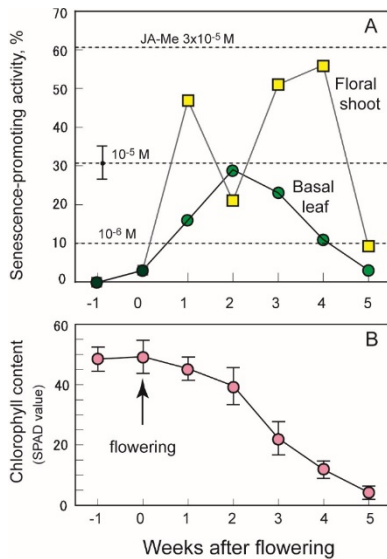 A
Senescence-promoting activity, %
70
60
50
40
30
20
10
0
JA-Me 3x10⁻⁵ M
10⁻⁵ M
10⁻⁶ M
Floral
shoot
Basal
leaf
-1 0 1 2 3 4 5
B
Chlorophyll content
(SPAD value)
60
40
20
0
flowering
-1 0 1 2 3 4 5
Weeks after flowering